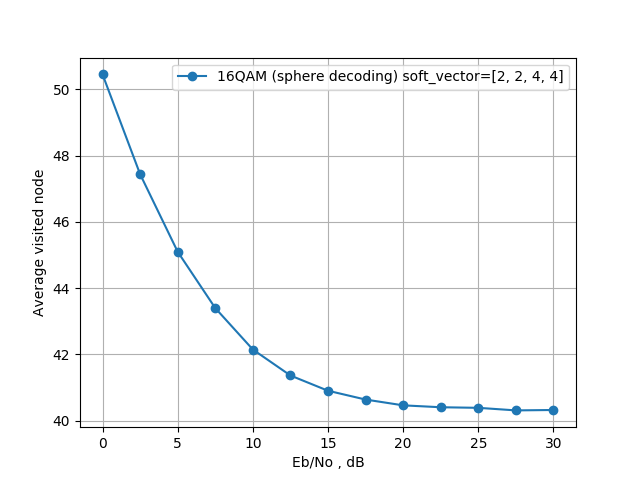 16QAM (sphere decoding) soft_vector=[2, 2, 4, 4]
Average visited node
50
48
46
44
42
40
0 5 10 15 20 25 30
Eb/No , dB